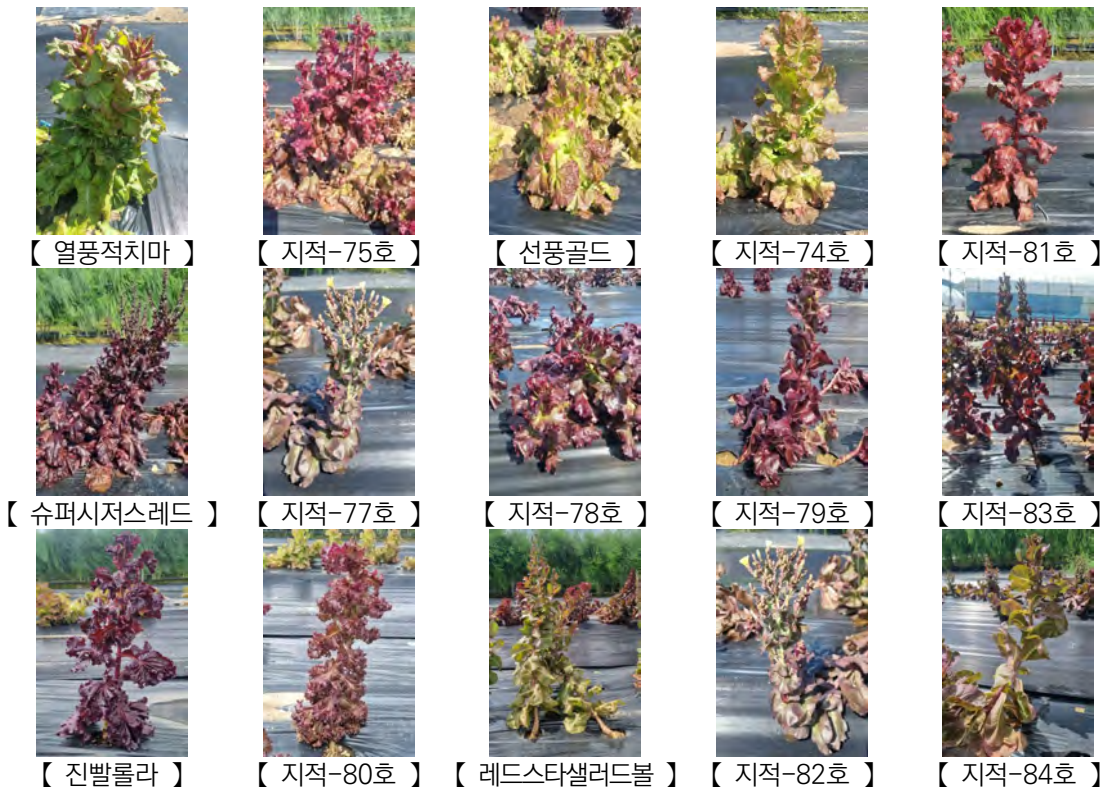 【 열풍적치마 】 【 지적-75호 】 【 선풍골드 】 【 지적-74호 】 【 지적-81호 】
【 슈퍼시저스레드 】 【 지적-77호 】 【 지적-78호 】 【 지적-79호 】 【 지적-83호 】
【 진빨롤라 】 【 지적-80호 】 【 레드스타샐러드볼 】 【 지적-82호 】 【 지적-84호 】